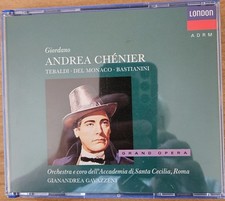 LONDON
ADRM
Giordano
ANDREA CHÉNIER
TEBALDI · DEL MONACO · BASTIANINI
GRAND OPERA
Orchestra e coro dell'Accademia di Santa Cecilia, Roma
GIANANDREA GAVAZZENI